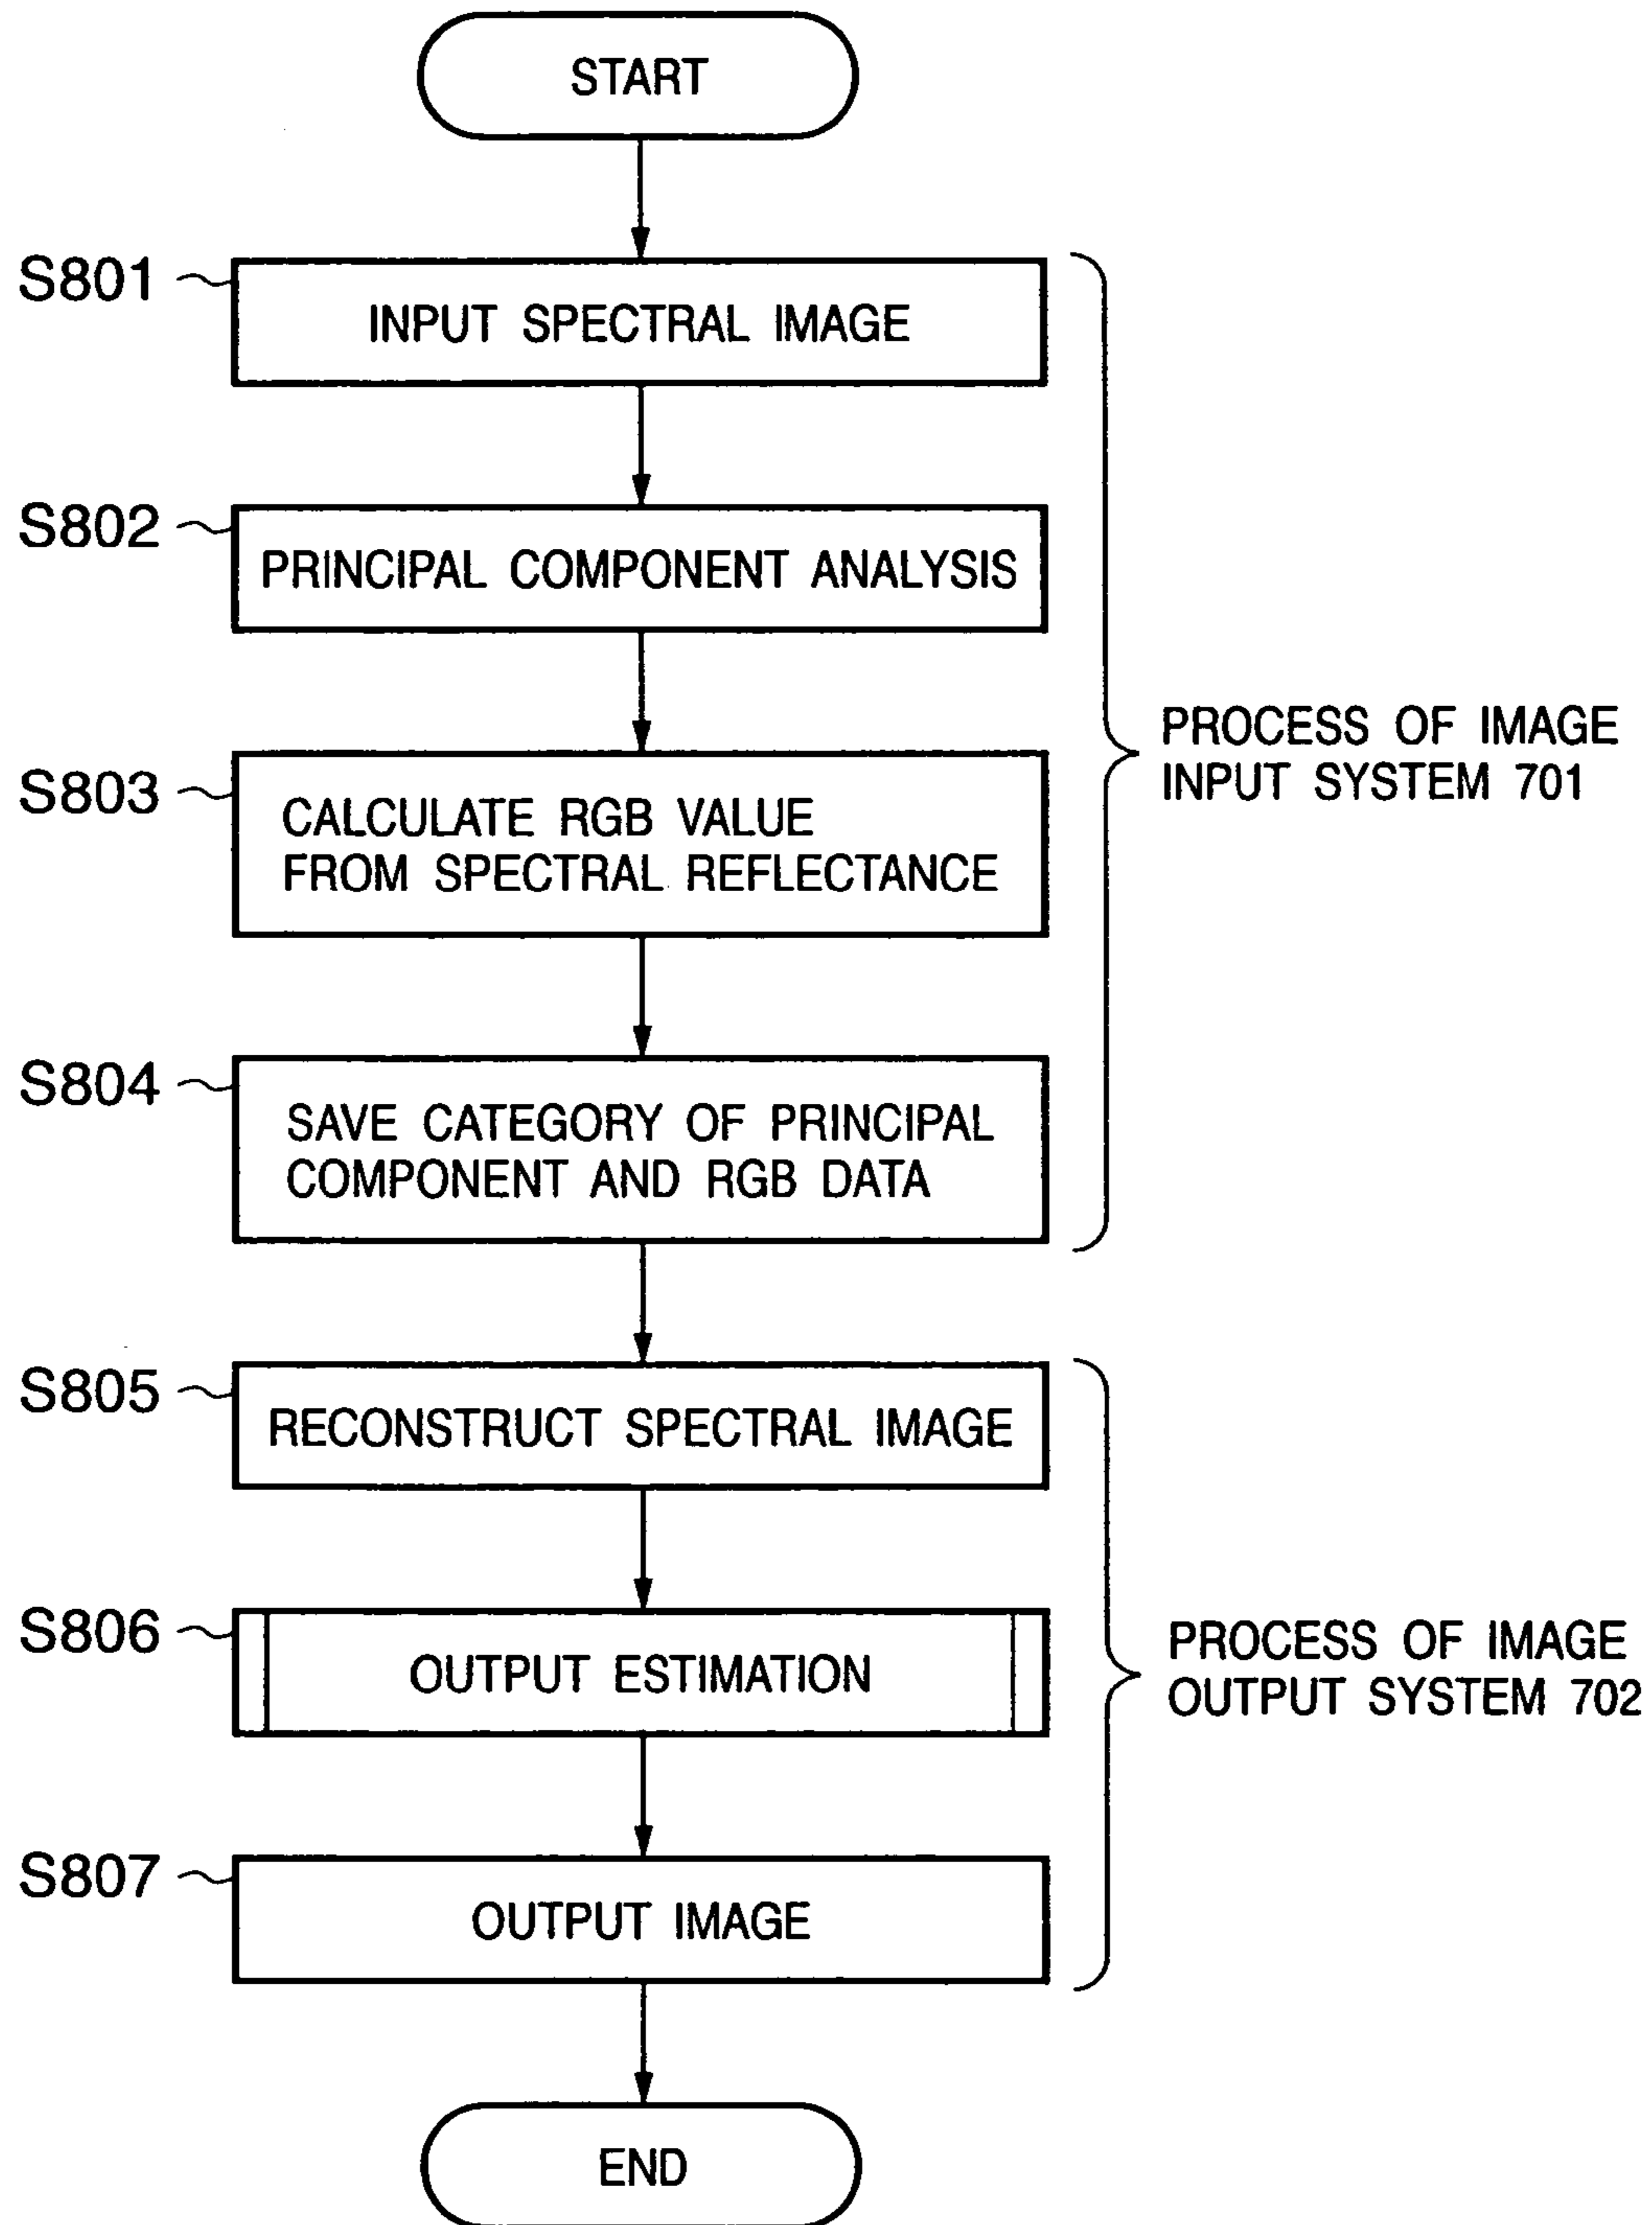 START
S801
INPUT SPECTRAL IMAGE
S802
PRINCIPAL COMPONENT ANALYSIS
S803
CALCULATE RGB VALUE
FROM SPECTRAL REFLECTANCE
PROCESS OF IMAGE
INPUT SYSTEM 701
S804
SAVE CATEGORY OF PRINCIPAL
COMPONENT AND RGB DATA
S805
RECONSTRUCT SPECTRAL IMAGE
S806
OUTPUT ESTIMATION
PROCESS OF IMAGE
OUTPUT SYSTEM 702
S807
OUTPUT IMAGE
END